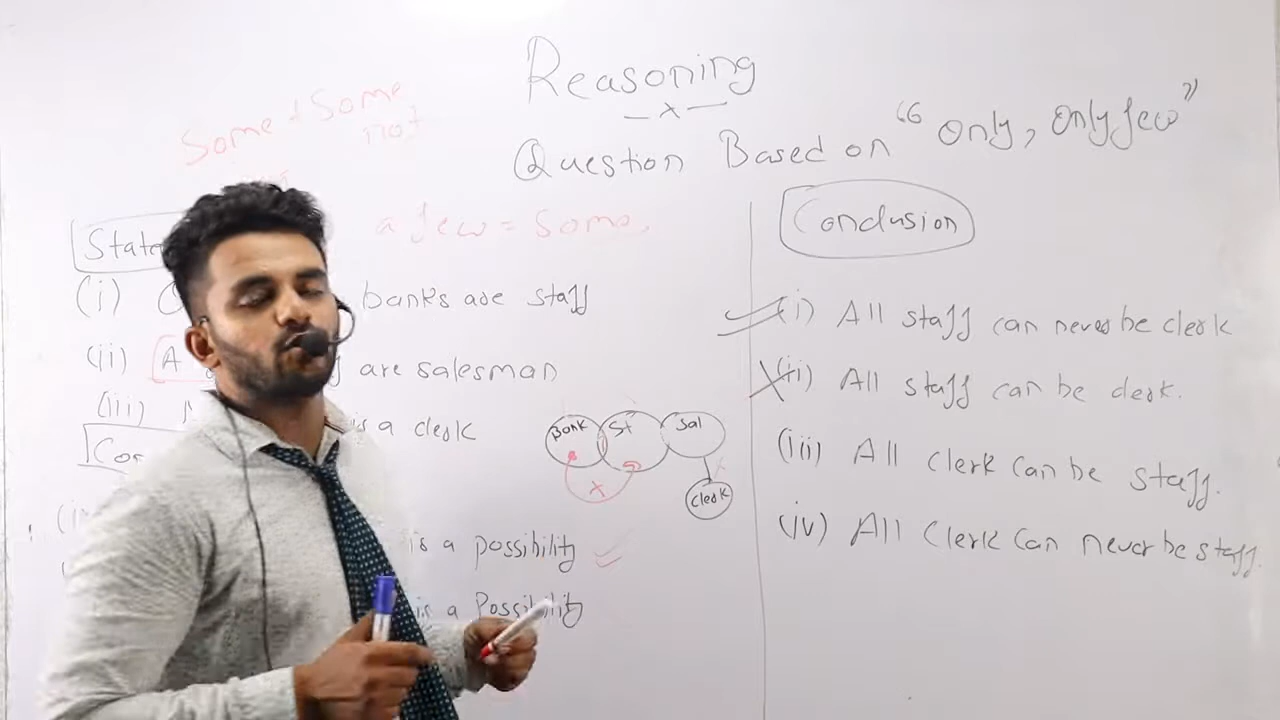 Reasoning
Question Based on "Only, Only few"
Some + Some
not
a few = Some
State
Conclusion
(i) banks are staff
(ii) A are salesman
(iii) is a clerk
Con
Bank St Sal
Clerk
is a possibility
is a Possibility
(i) All staff can never be clerk
(ii) All staff can be clerk.
(iii) All clerk can be staff.
(iv) All Clerk can never be staff.